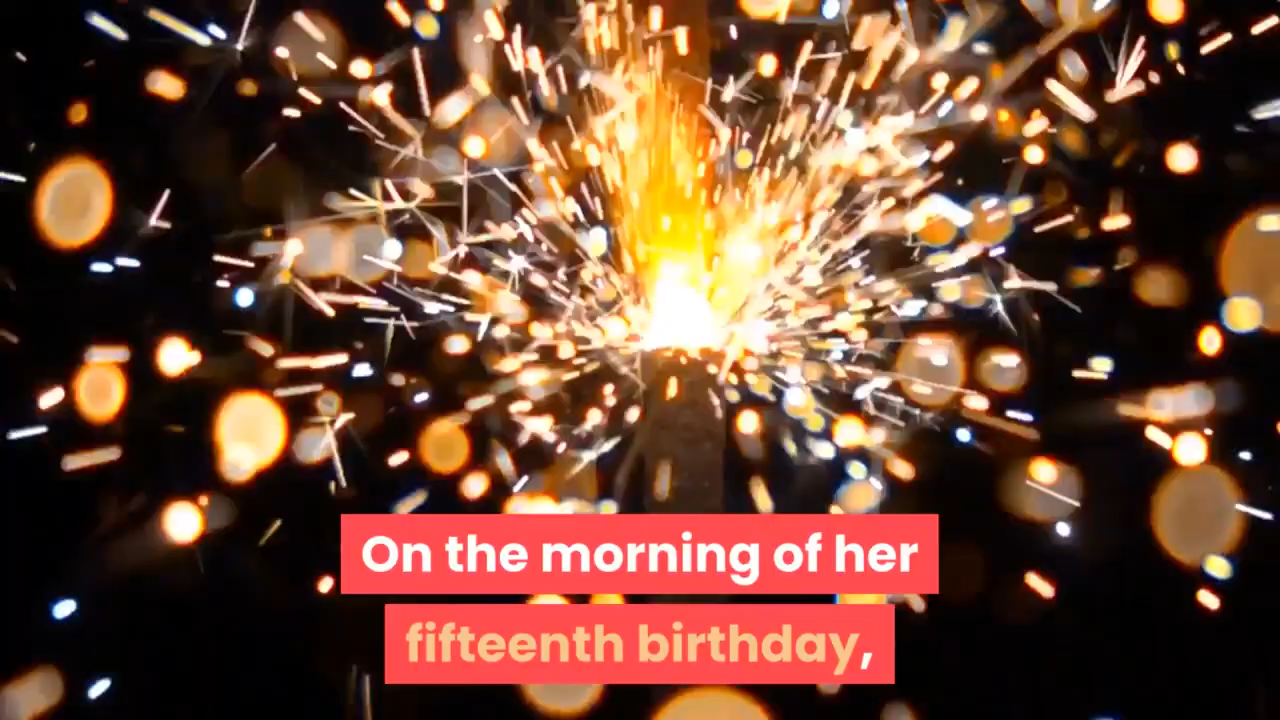 On the morning of her
fifteenth birthday,